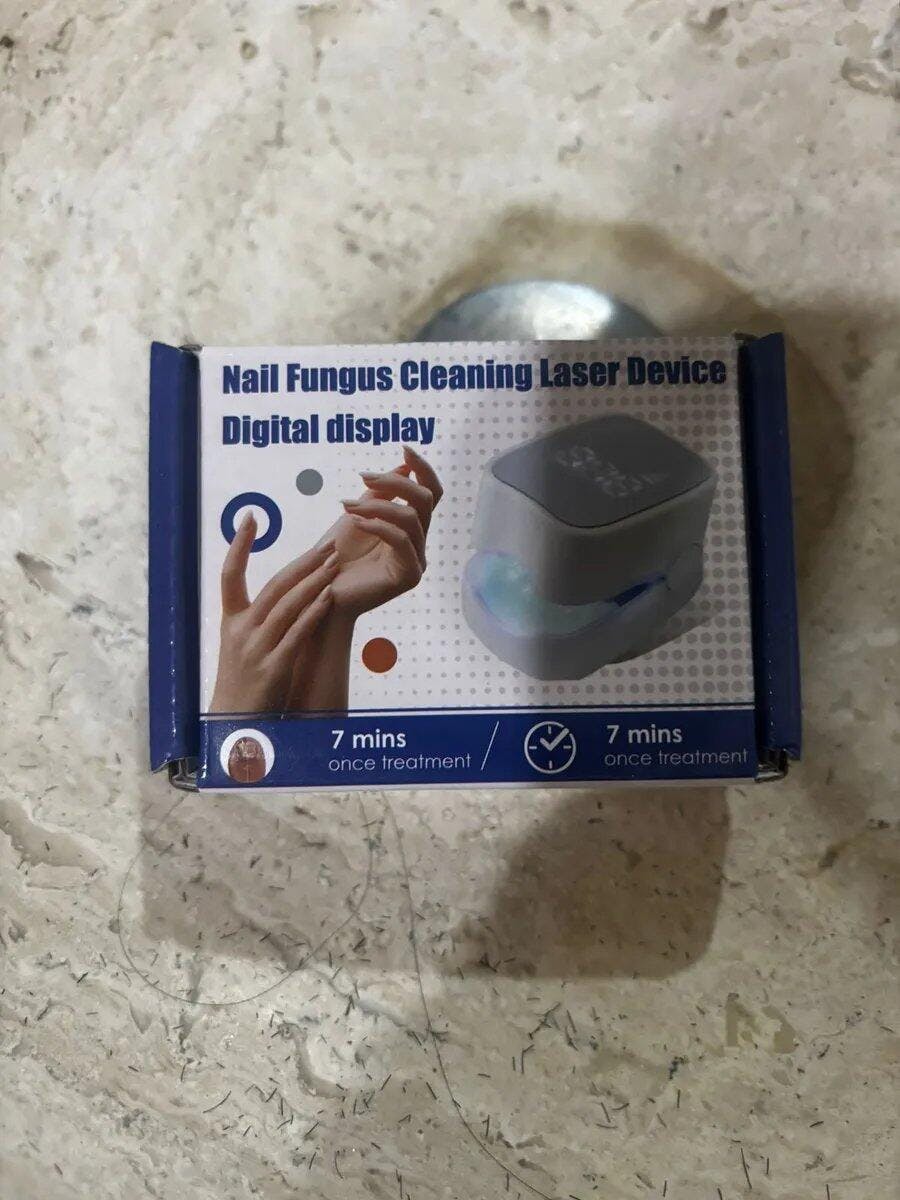 Nail Fungus Cleaning Laser Device
Digital display
7 mins
once treatment
7 mins
once treatment